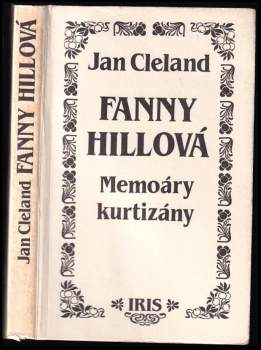 Jan Cleland FANNY HILLOVÁ
Jan Cleland
FANNY
HILLOVÁ
Memoáry
kurtizány
IRIS